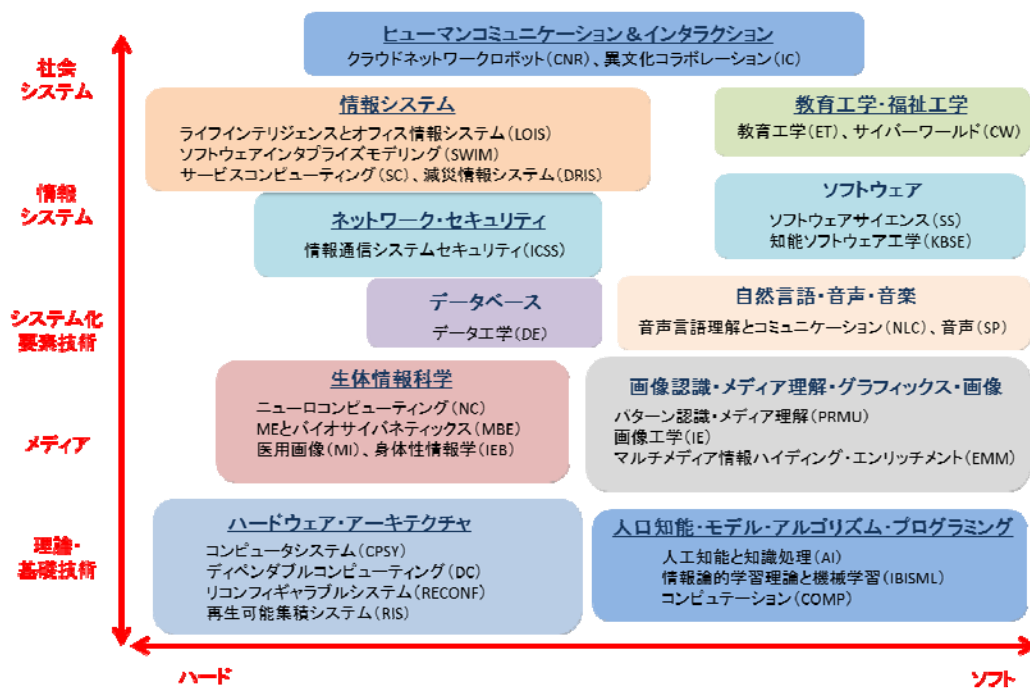 ヒューマンコミュニケーション＆インタラクション
クラウドネットワークロボット(CNR)、異文化コラボレーション(IC)
社会
システム
情報システム
ライフインテリジェンスとオフィス情報システム(LOIS)
ソフトウェアインタプライズモデリング(SWIM)
サービスコンピューティング(SC)、減災情報システム(DRIS)
教育工学・福祉工学
教育工学(ET)、サイバーワールド(CW)
情報
システム
ネットワーク・セキュリティ
情報通信システムセキュリティ(ICSS)
ソフトウェア
ソフトウェアサイエンス(SS)
知能ソフトウェア工学(KBSE)
システム化
要素技術
データベース
データ工学(DE)
自然言語・音声・音楽
音声言語理解とコミュニケーション(NLC)、音声(SP)
メディア
生体情報科学
ニューロコンピューティング(NC)
MEとバイオサイバネティックス(MBE)
医用画像(MI)、身体性情報学(IEB)
画像認識・メディア理解・グラフィックス・画像
パターン認識・メディア理解(PRMU)
画像工学(IE)
マルチメディア情報ハイディング・エンリッチメント(EMM)
理論・
基礎技術
ハードウェア・アーキテクチャ
コンピュータシステム(CPSY)
ディペンダブルコンピューティング(DC)
リコンフィギャラブルシステム(RECONF)
再生可能集積システム(RIS)
人口知能・モデル・アルゴリズム・プログラミング
人工知能と知識処理(AI)
情報論的学習理論と機械学習(IBISML)
コンピュテーション(COMP)
ハード
ソフト